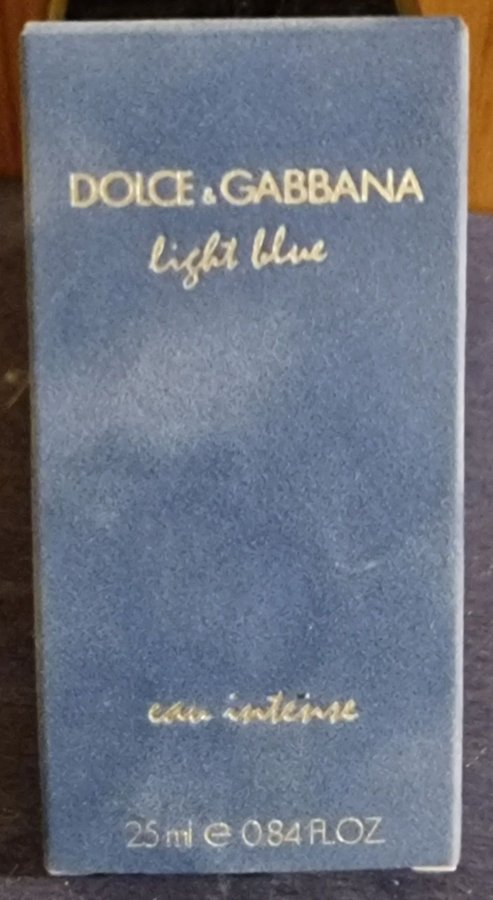 DOLCE & GABBANA
light blue
eau intense
25 ml ℮ 0.84 FL.OZ